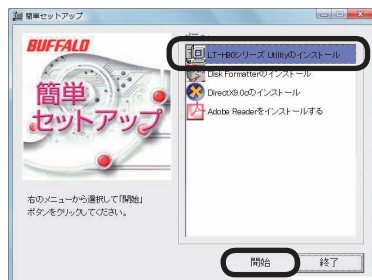 簡単セットアップ
BUFFALO
簡単
セットアップ
右のメニューから選択して「開始」
ボタンをクリックしてください。
LT-H90シリーズ Utilityのインストール
Disk Formatterのインストール
DirectX9.0cのインストール
Adobe Readerをインストールする
開始
終了